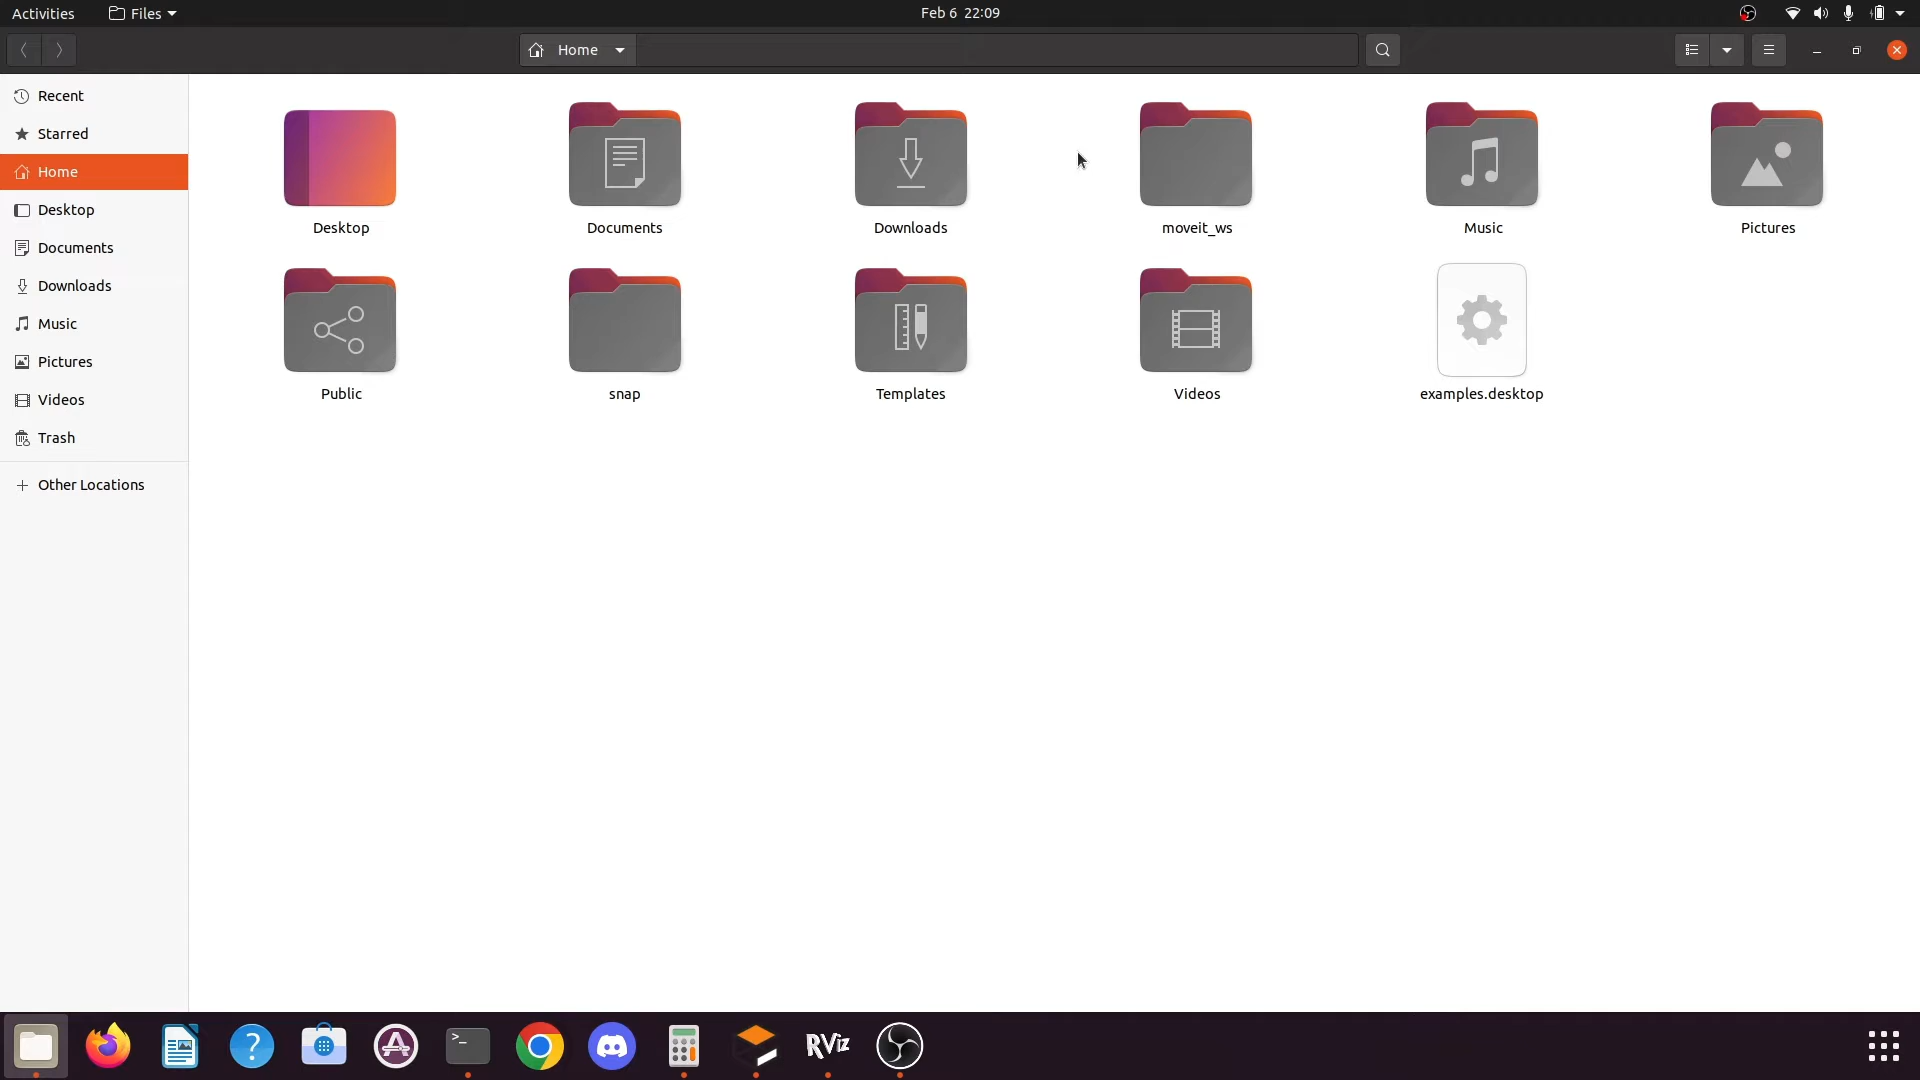 Activities Files Feb 6 22:09
Home
Recent
Starred
Home
Desktop
Documents
Downloads
Music
Pictures
Videos
Trash
Other Locations
Desktop Documents Downloads moveit_ws Music Pictures
Public snap Templates Videos examples.desktop
RViz